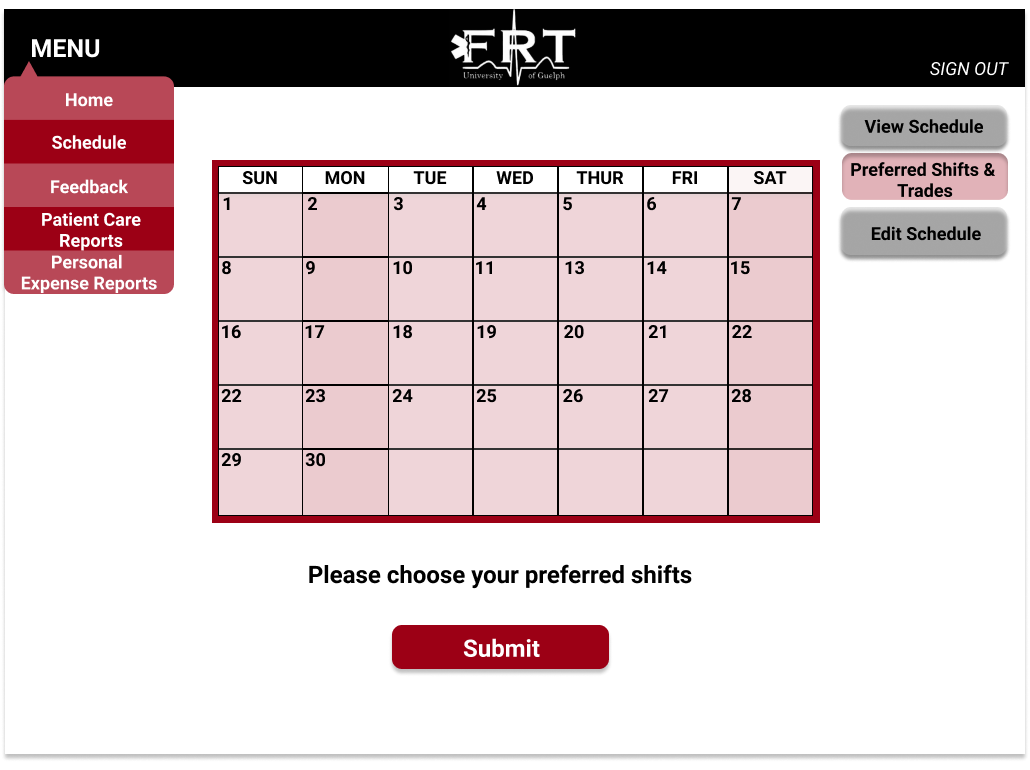 MENU
FRT
University of Guelph
SIGN OUT
Home
Schedule
Feedback
Patient Care
Reports
Personal
Expense Reports
View Schedule
Preferred Shifts &
Trades
Edit Schedule
SUN MON TUE WED THUR FRI SAT
1 2 3 4 5 6 7
8 9 10 11 13 14 15
16 17 18 19 20 21 22
22 23 24 25 26 27 28
29 30
Please choose your preferred shifts
Submit